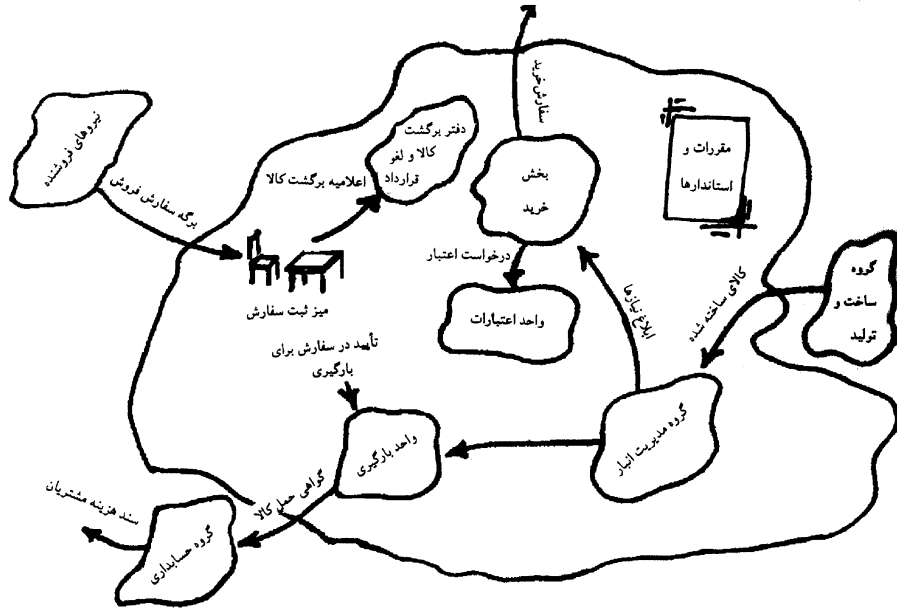 سفارش خرید
نیروهای فروشنده
برگه سفارش فروش
دفتر برگشت
کالا و لغو
قرارداد
اعلامیه برگشت کالا
بخش
خرید
مقررات و
استاندارها
درخواست اعتبار
واحد اعتبارات
میز ثبت سفارش
ابلاغ نیازها
کالای ساخته شده
گروه
ساخت و
تولید
تأیید در سفارش برای
بارگیری
واحد بارگیری
گروه مدیریت انبار
گواهی حمل کالا
سند هزینه مشتریان
گروه حسابداری